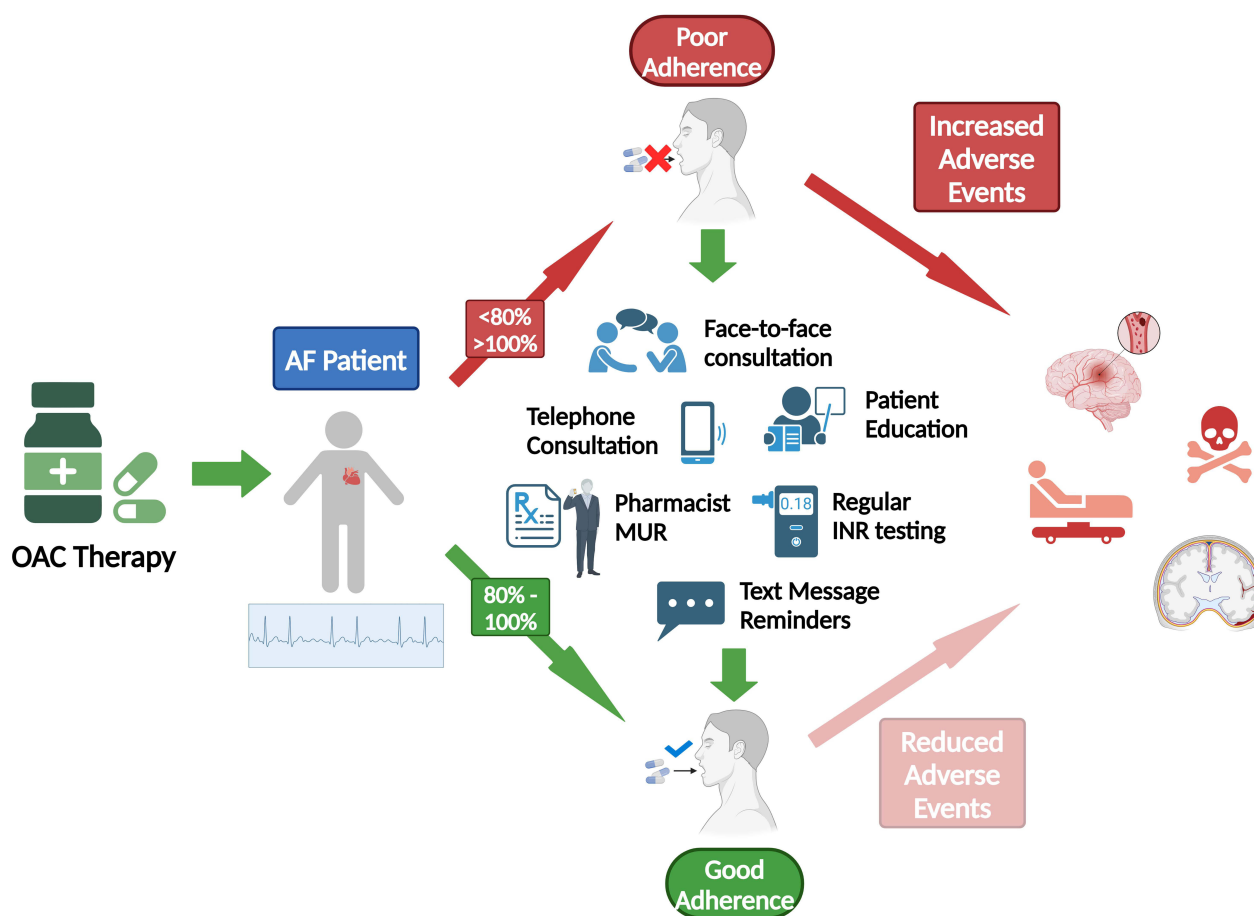 Poor
Adherence
Increased
Adverse
Events
<80%
>100%
AF Patient
OAC Therapy
Face-to-face
consultation
Telephone
Consultation
Patient
Education
Rx
Pharmacist
MUR
0.18
Regular
INR testing
Text Message
Reminders
80% -
100%
Reduced
Adverse
Events
Good
Adherence